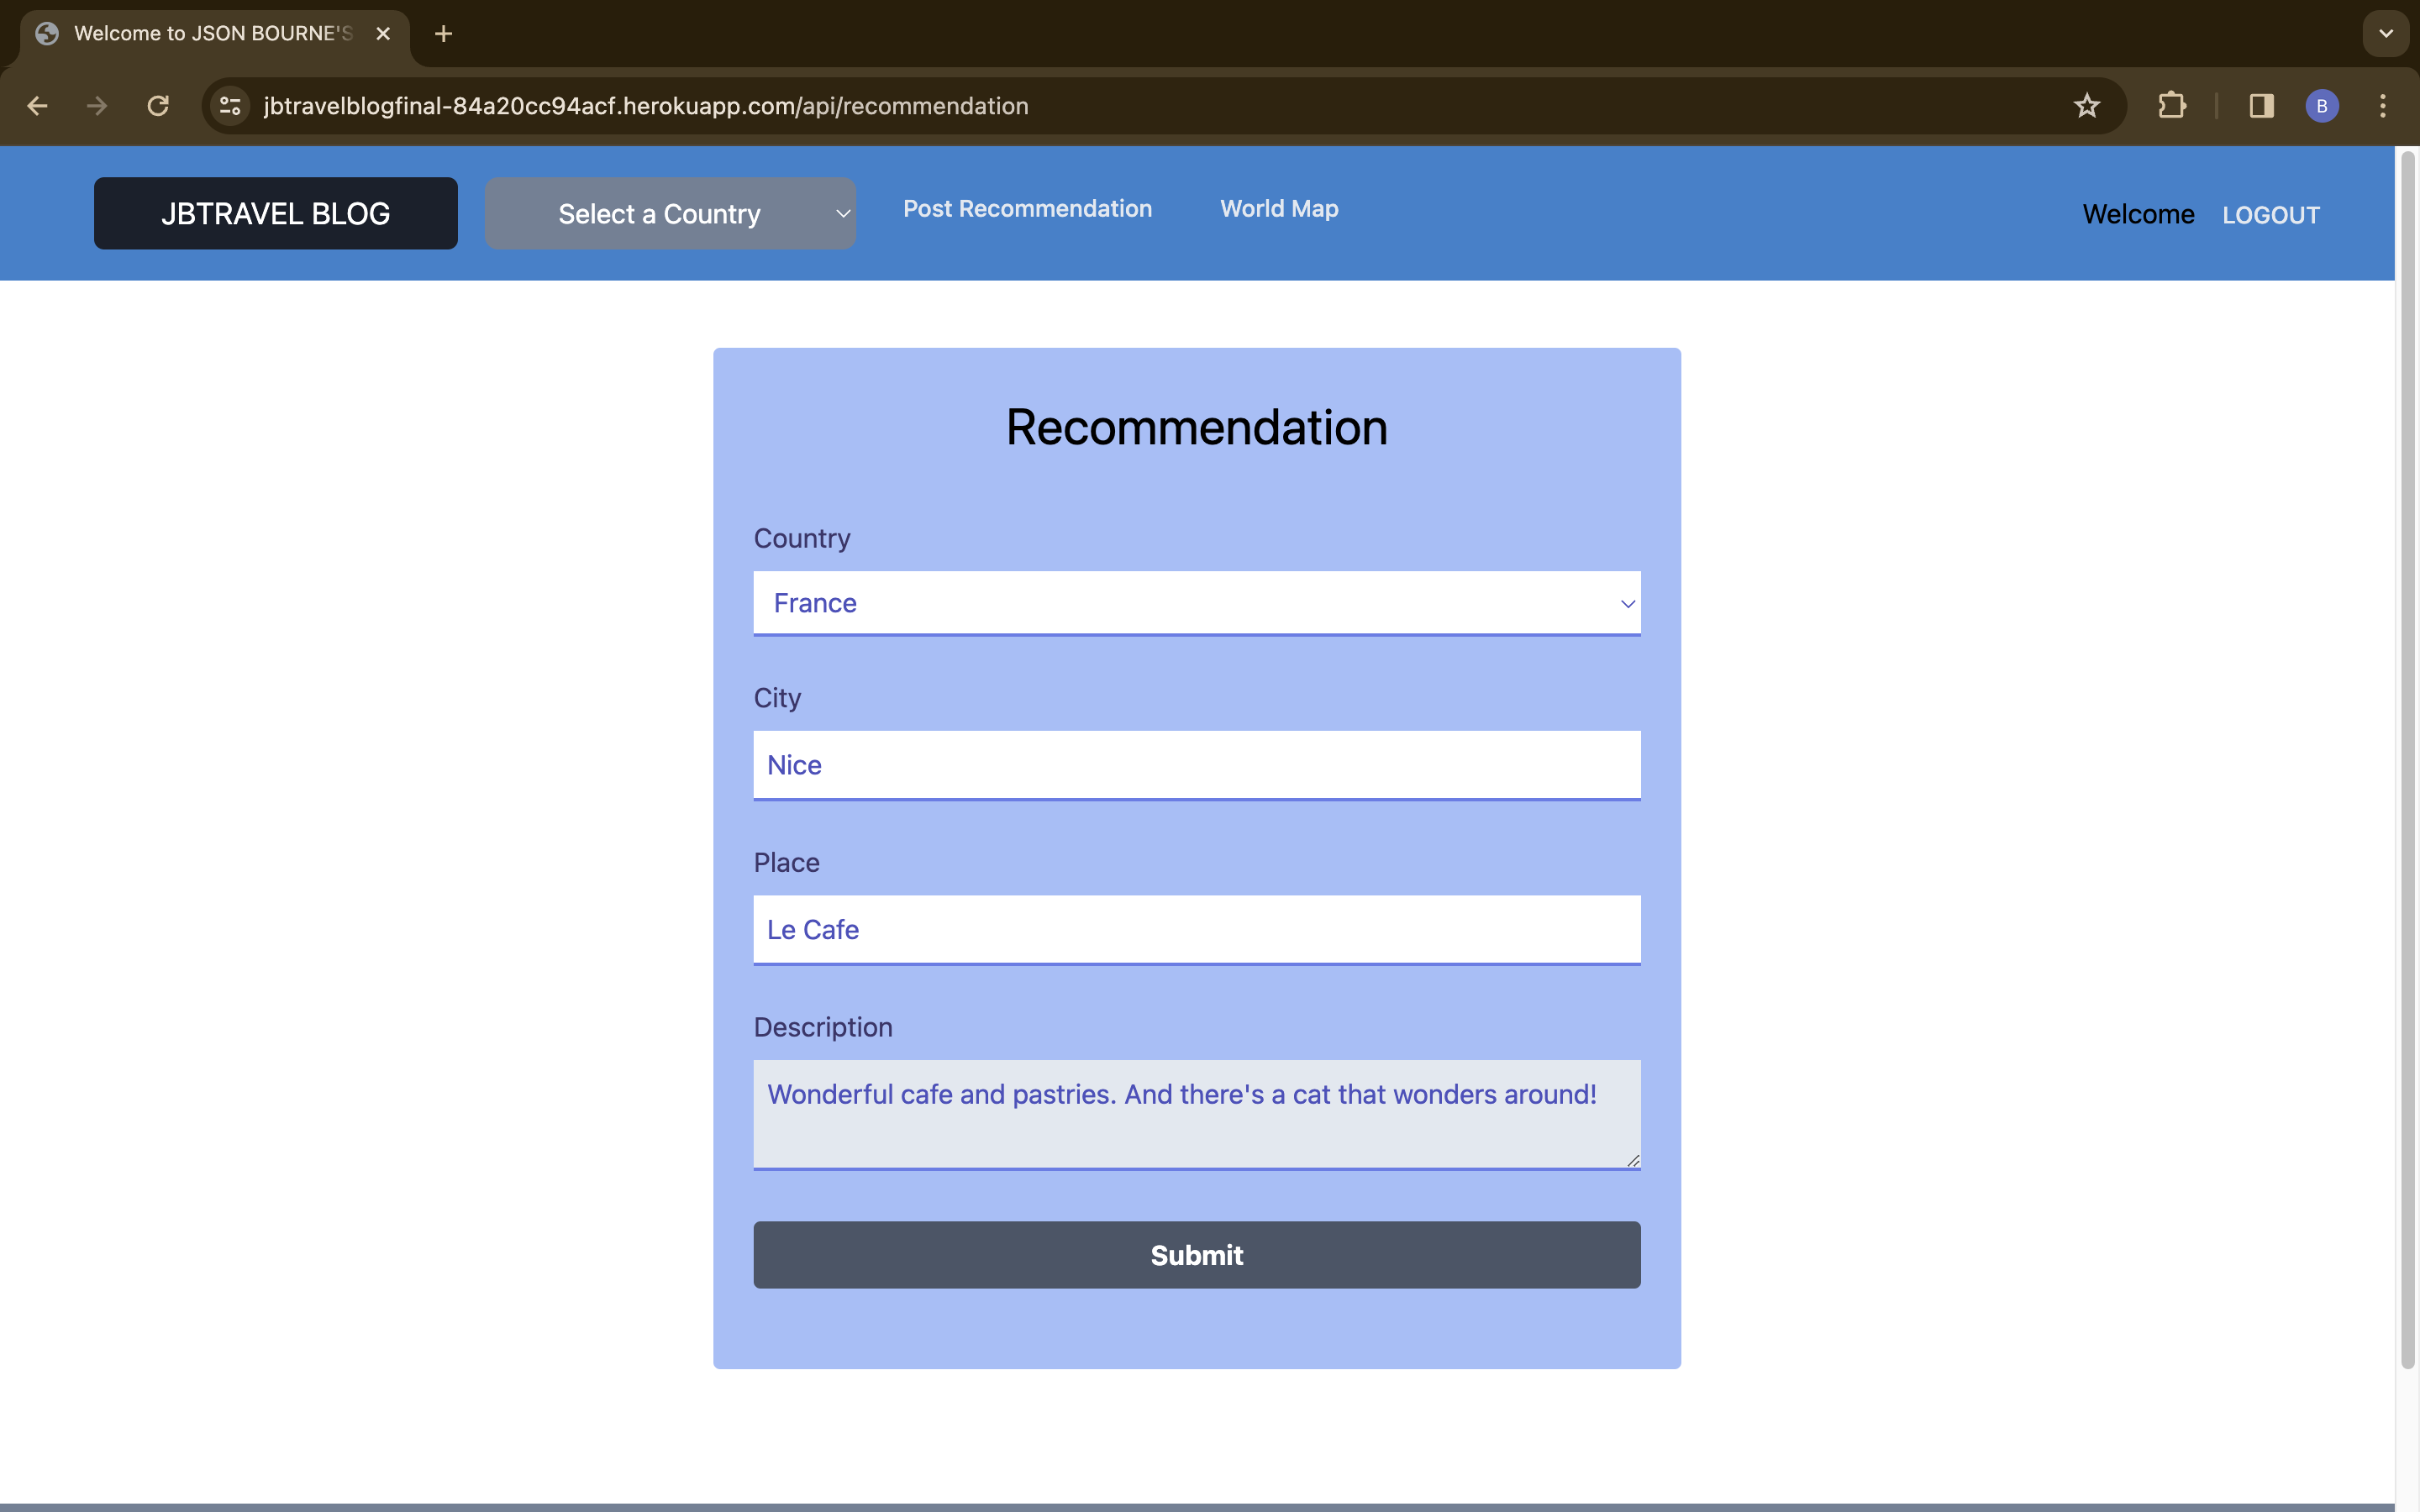 Welcome to JSON BOURNE'S
jbtravelblogfinal-84a20cc94acf.herokuapp.com/api/recommendation
B
JBTRAVEL BLOG
Select a Country
Post Recommendation
World Map
Welcome
LOGOUT
Recommendation
Country
France
City
Nice
Place
Le Cafe
Description
Wonderful cafe and pastries. And there's a cat that wonders around!
Submit